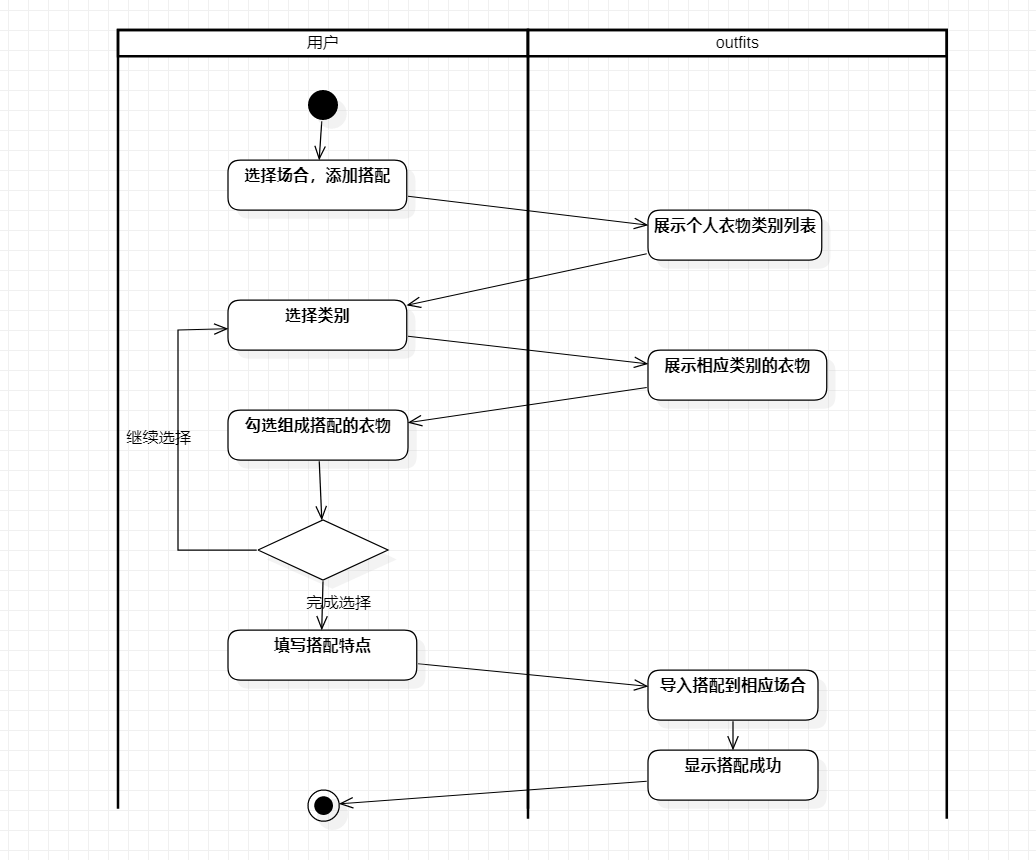 用户
outfits
选择场合，添加搭配
展示个人衣物类别列表
选择类别
展示相应类别的衣物
勾选组成搭配的衣物
继续选择
完成选择
填写搭配特点
导入搭配到相应场合
显示搭配成功